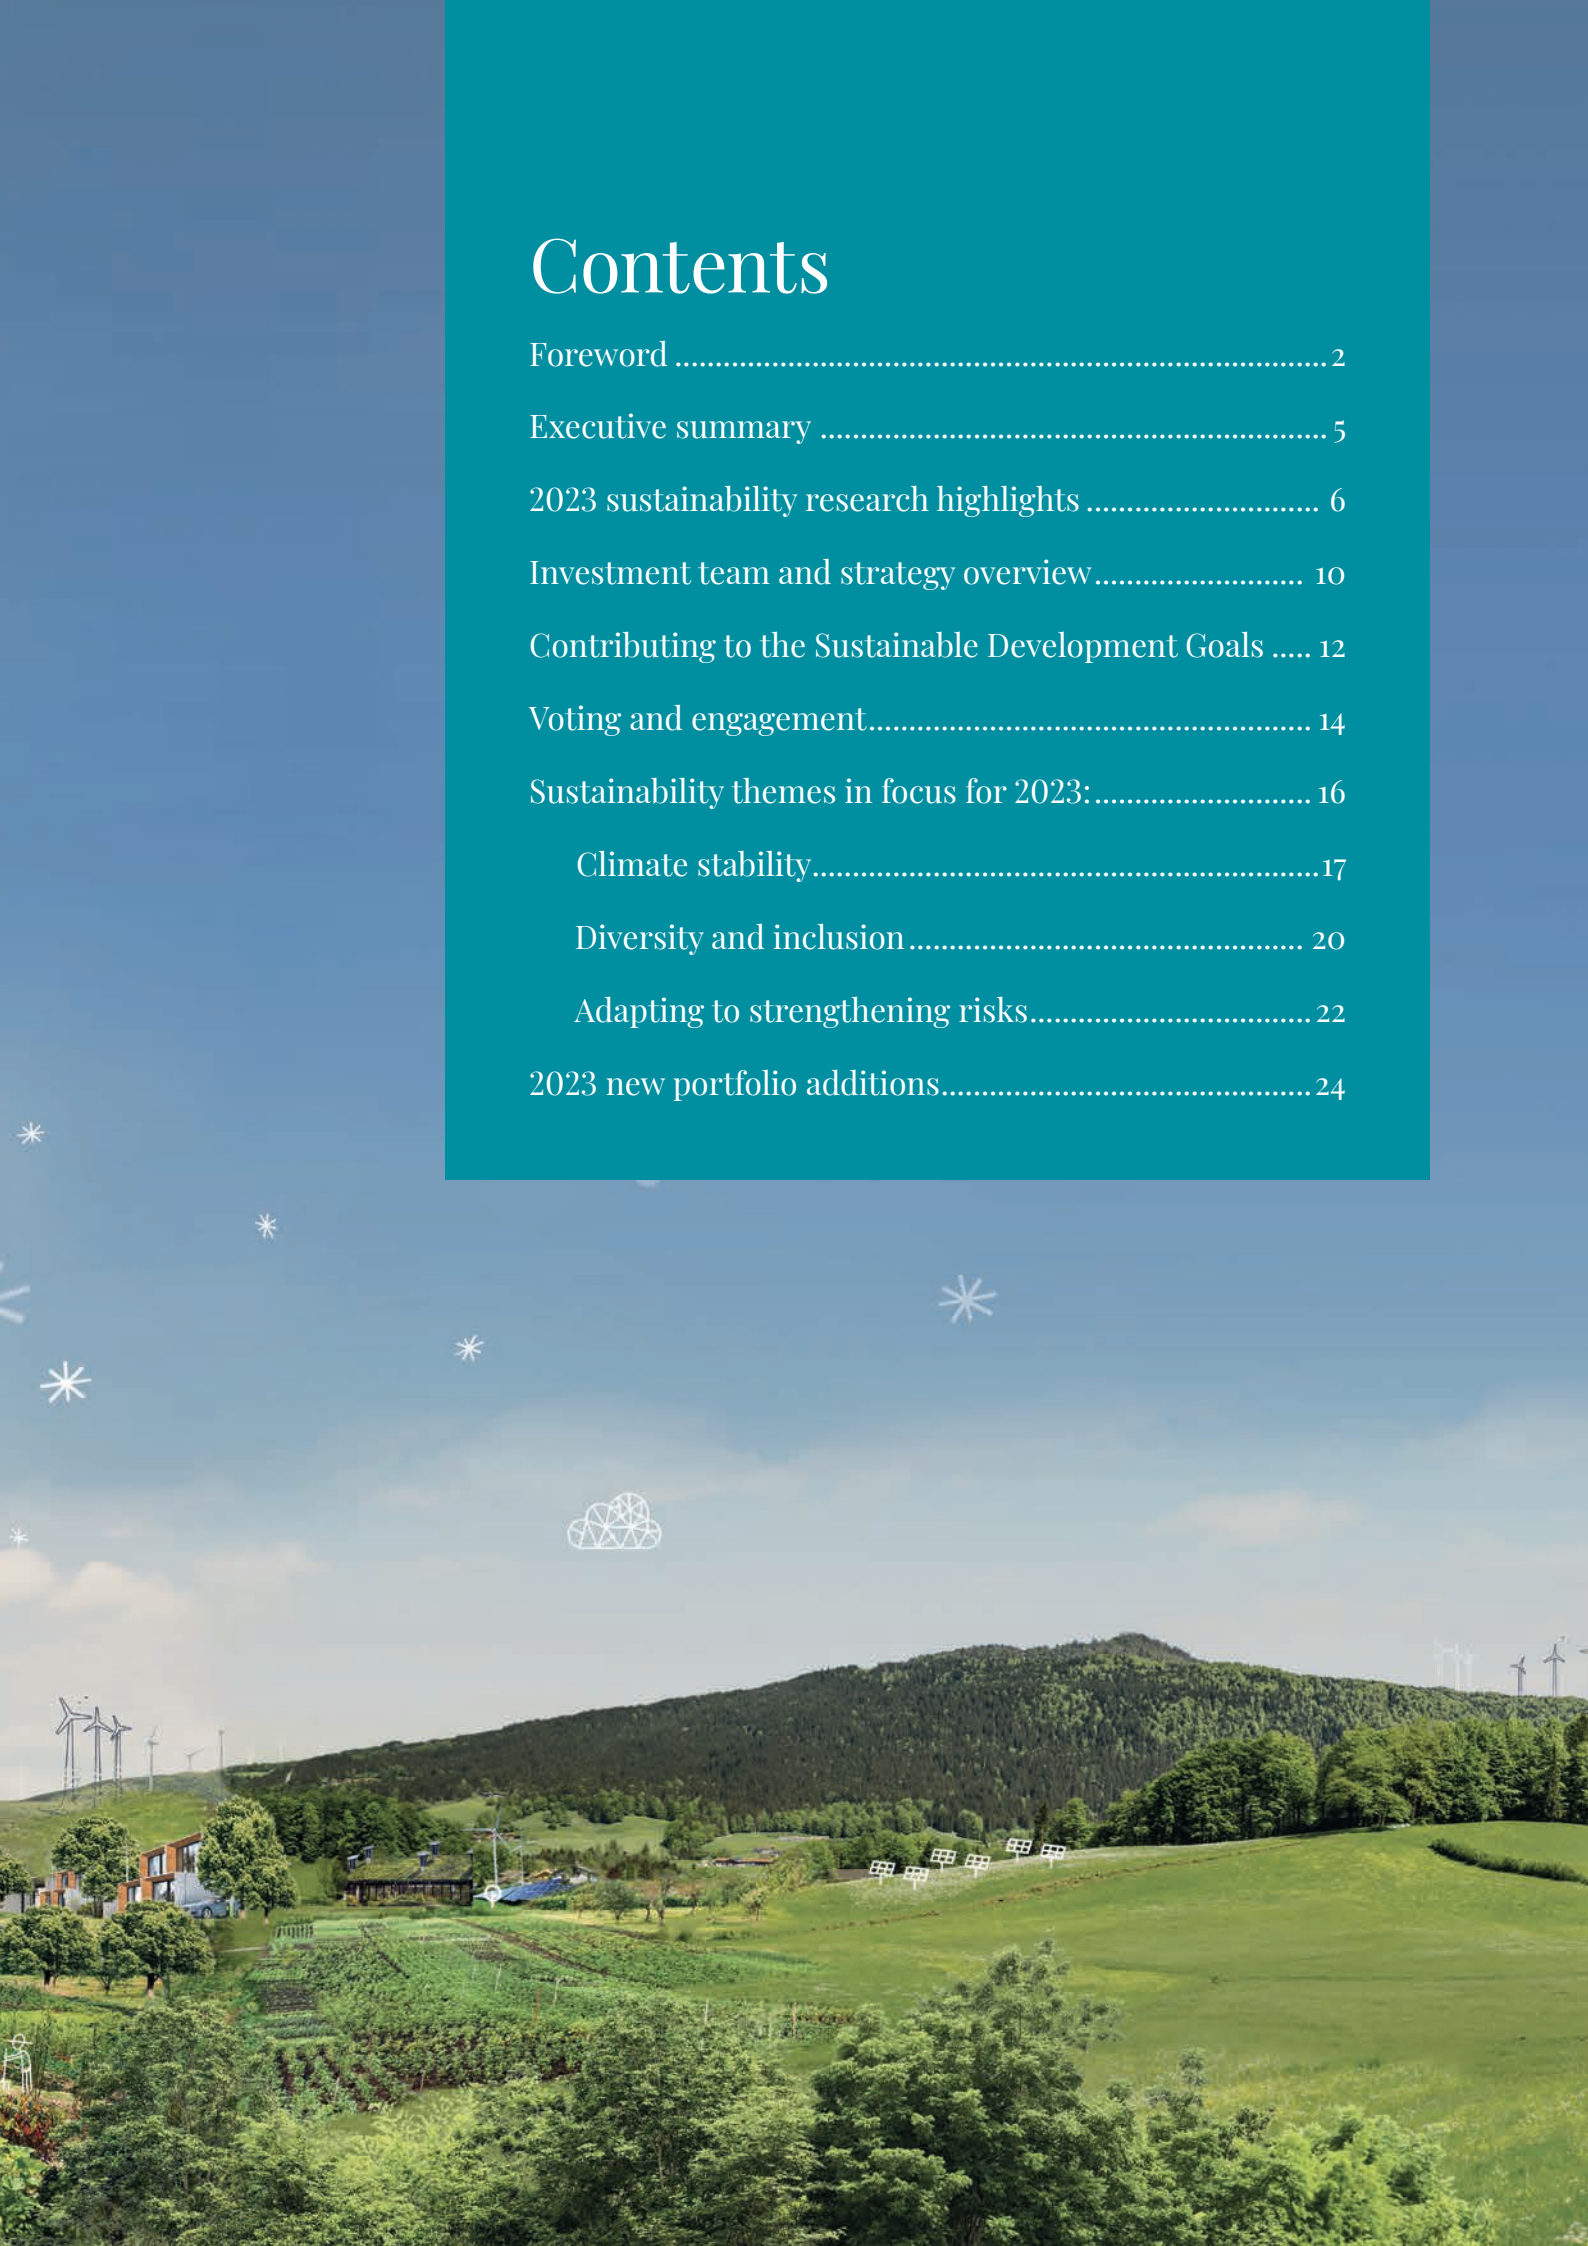 Contents
Foreword ................................................................................. 2
Executive summary ............................................................... 5
2023 sustainability research highlights ............................. 6
Investment team and strategy overview.......................... 10
Contributing to the Sustainable Development Goals ..... 12
Voting and engagement....................................................... 14
Sustainability themes in focus for 2023:........................... 16
Climate stability...............................................................17
Diversity and inclusion................................................. 20
Adapting to strengthening risks................................... 22
2023 new portfolio additions.............................................. 24